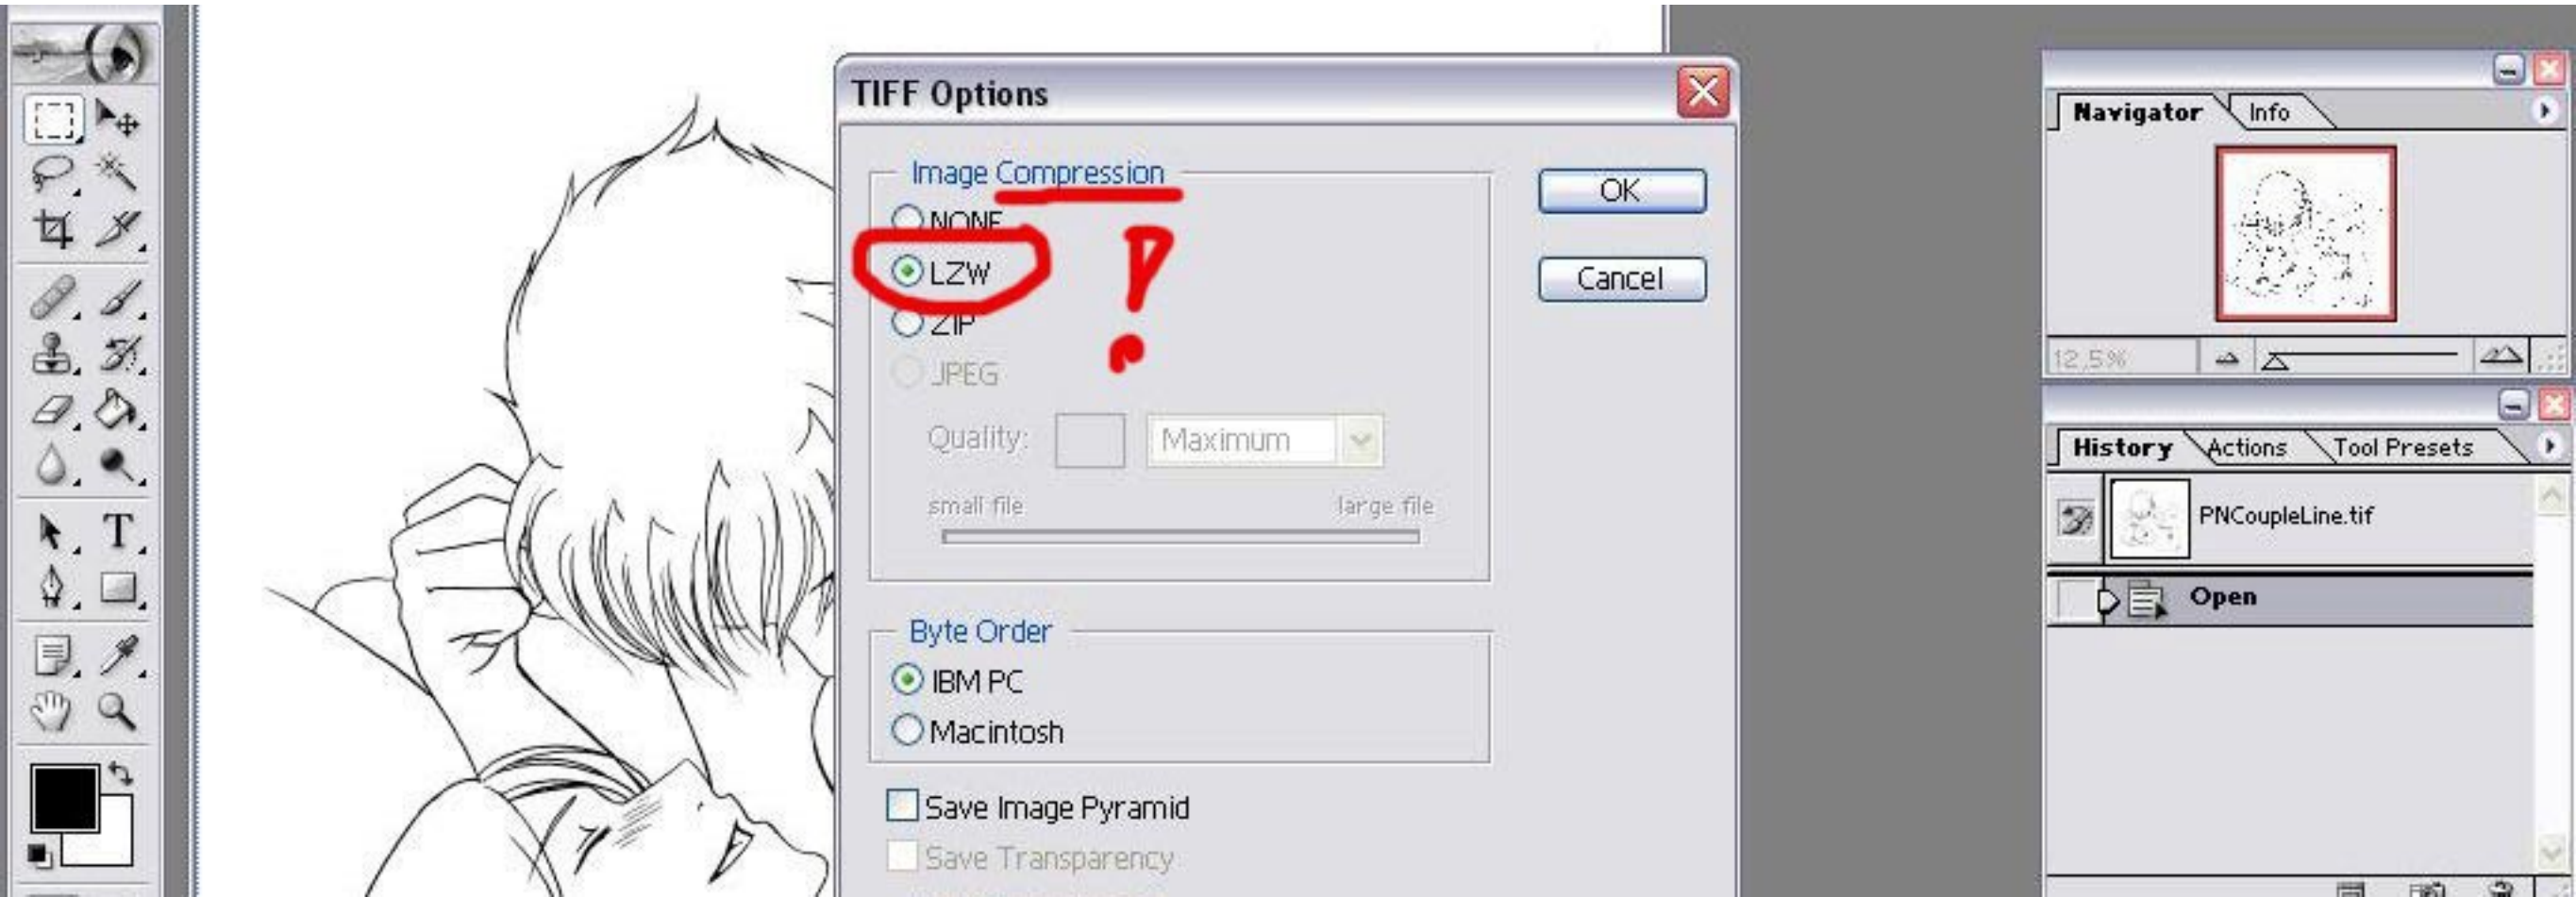 TIFF Options
Image Compression
NONE
LZW
ZIP
JPEG
Quality:
Maximum
small file
large file
OK
Cancel
!
Byte Order
IBM PC
Macintosh
Save Image Pyramid
Save Transparency
T
Navigator
Info
12,5%
History
Actions
Tool Presets
PNCoupleLine.tif
Open